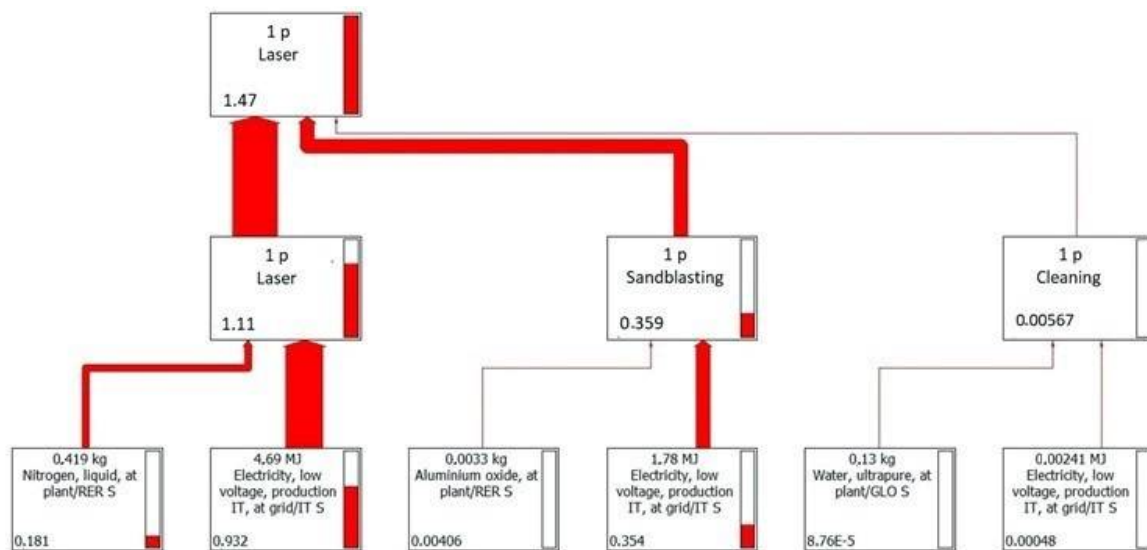 1 p
Laser
1.47
1 p
Laser
1.11
1 p
Sandblasting
0.359
1 p
Cleaning
0.00567
0.419 kg
Nitrogen, liquid, at
plant/RER S
0.181
4.69 MJ
Electricity, low
voltage, production
IT, at grid/IT S
0.932
0.0033 kg
Aluminium oxide, at
plant/RER S
0.00406
1.78 MJ
Electricity, low
voltage, production
IT, at grid/IT S
0.354
0.13 kg
Water, ultrapure, at
plant/GLO S
8.76E-5
0.00241 MJ
Electricity, low
voltage, production
IT, at grid/IT S
0.00048